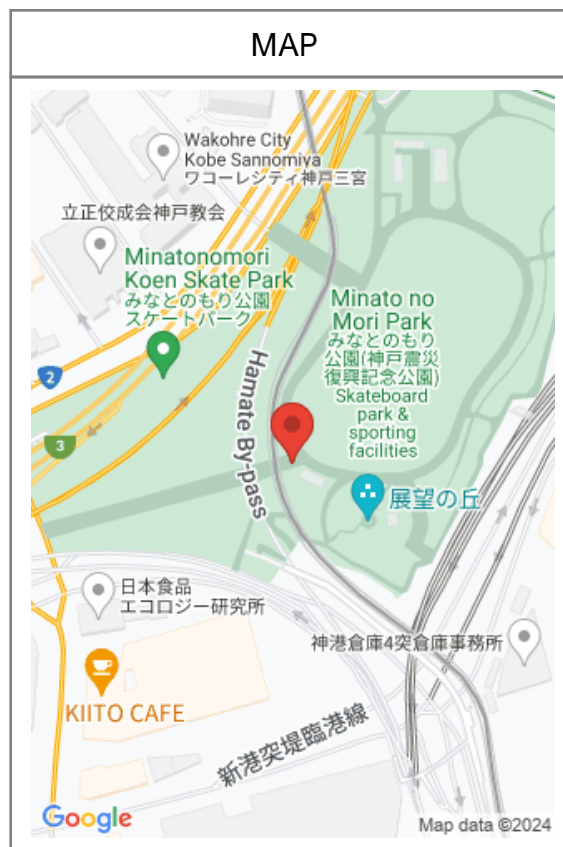 MAP
Wakohre City
Kobe Sannomiya
ワコーレシティ神戸三宮
立正佼成会神戸教会
Minatonomori
Koen Skate Park
みなとのもり公園
スケートパーク
Minato no
Mori Park
みなとのもり
公園(神戸震災
復興記念公園)
Skateboard
park &
sporting
facilities
2
3
Hamate By-pass
展望の丘
日本食品
エコロジー研究所
神港倉庫4突倉庫事務所
KIITO CAFE
新港突堤臨港線
Google
Map data ©2024